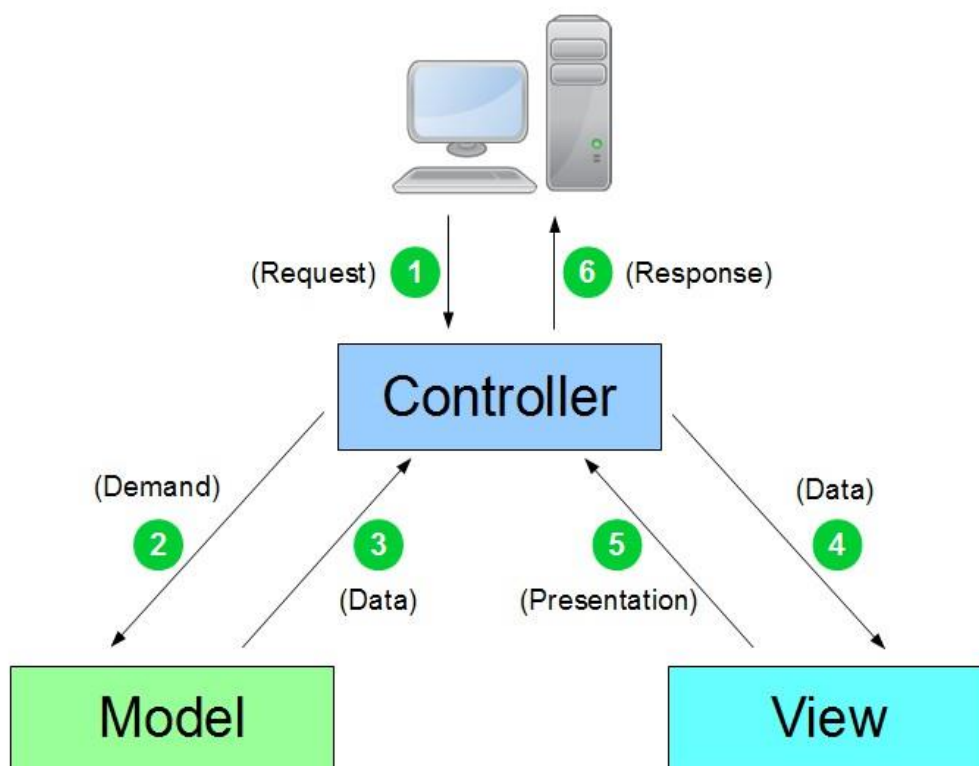 (Request) 1 6 (Response)
Controller
(Demand) (Data)
2 3 5 4
(Data) (Presentation)
Model View